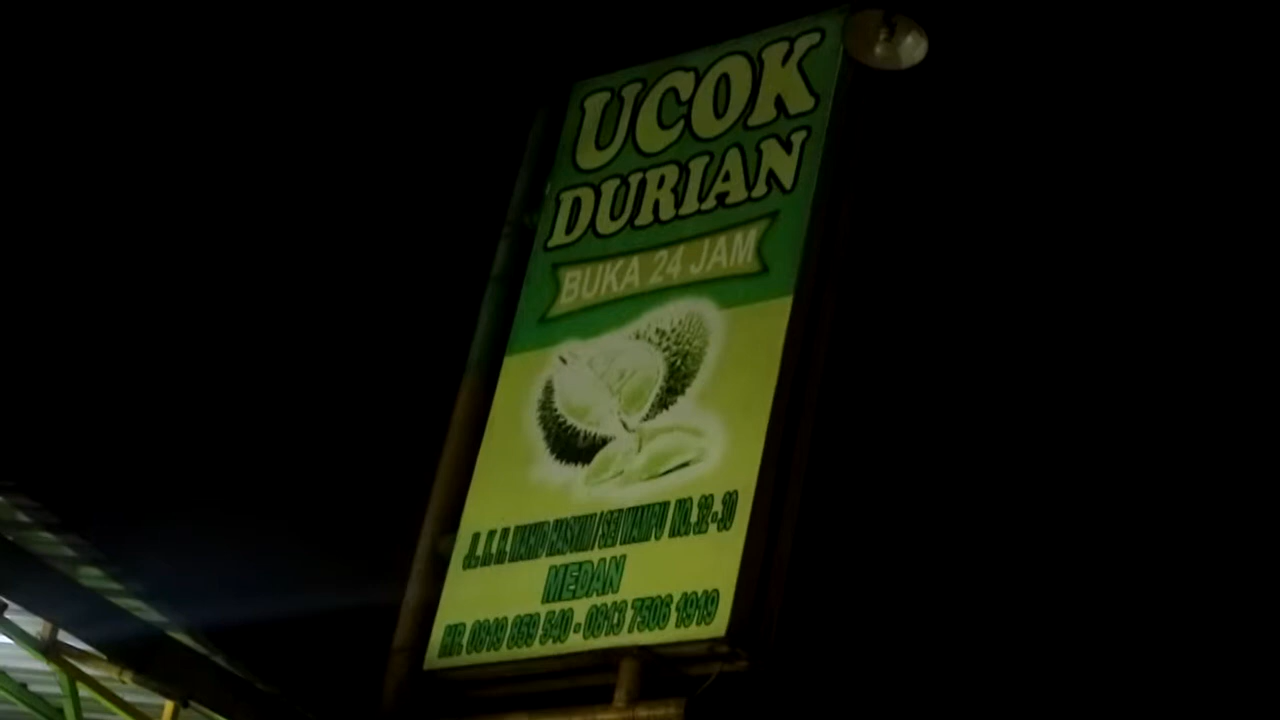 UCOK
DURIAN
BUKA 24 JAM
JL. K. H. WAHID HASYIM / SEI WAMPU NO. 32 - 30
MEDAN
HP. 0819 859 540 - 0813 7506 1919